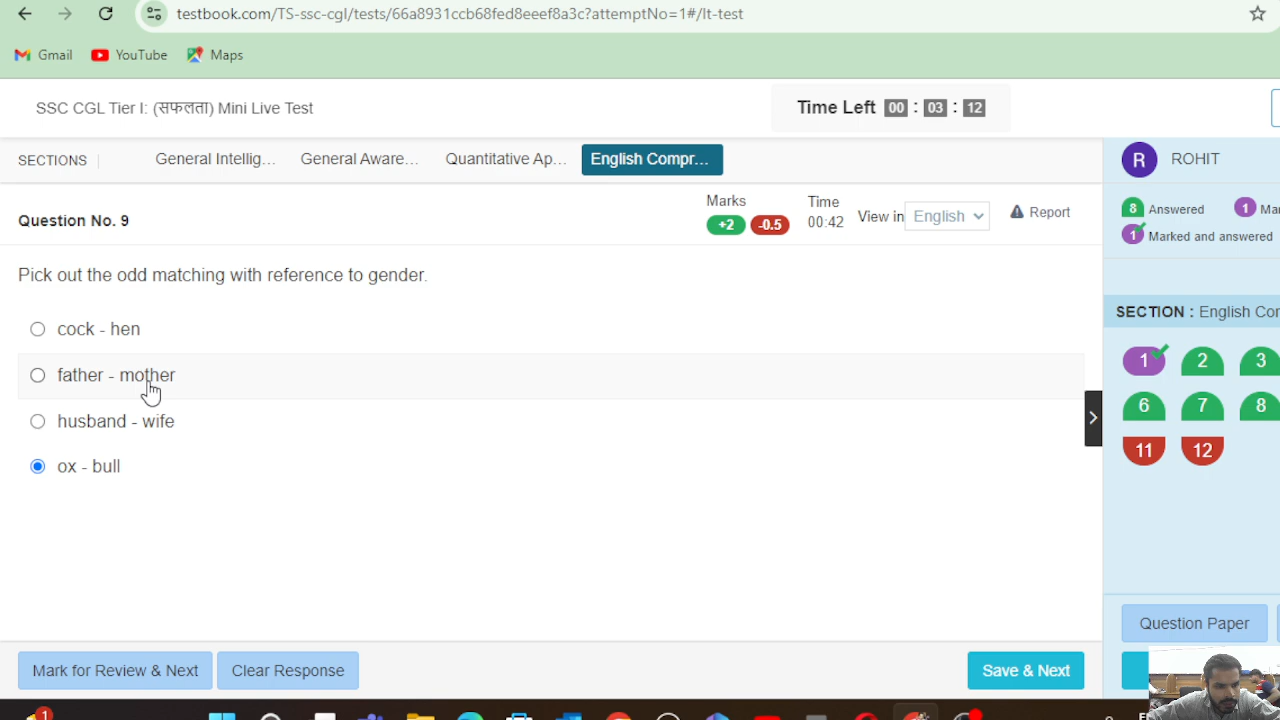 testbook.com/TS-ssc-cgl/tests/66a8931ccb68fed8eeef8a3c?attemptNo=1#/lt-test
Gmail YouTube Maps
SSC CGL Tier I: (सफलता) Mini Live Test
Time Left 00 : 03 : 12
SECTIONS General Intellig... General Aware... Quantitative Ap... English Compr...
R ROHIT
Question No. 9
Marks +2 -0.5
Time 00:42
View in English
Report
8 Answered 1
1 Marked and answered
Pick out the odd matching with reference to gender.
cock - hen
father - mother
husband - wife
ox - bull
SECTION : English
1 2 3
6 7 8
11 12
Question Paper
Mark for Review & Next Clear Response Save & Next
1